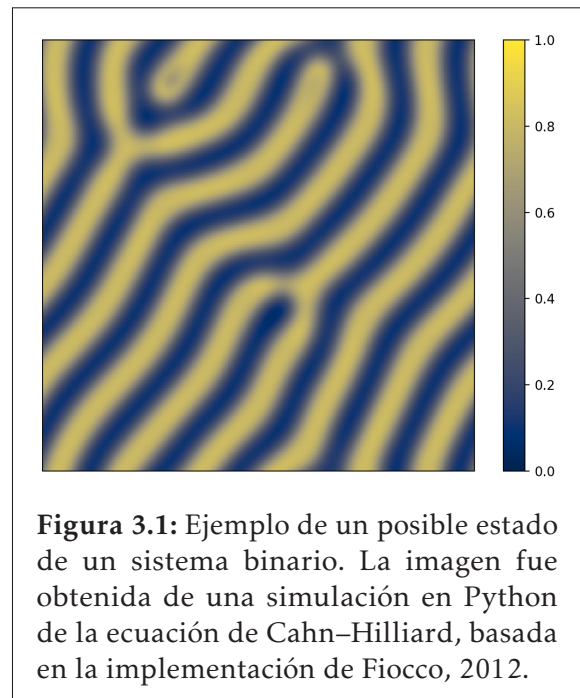 1.0
0.8
0.6
0.4
0.2
0.0
Figura 3.1: Ejemplo de un posible estado
de un sistema binario. La imagen fue
obtenida de una simulación en Python
de la ecuación de Cahn–Hilliard, basada
en la implementación de Fiocco, 2012.